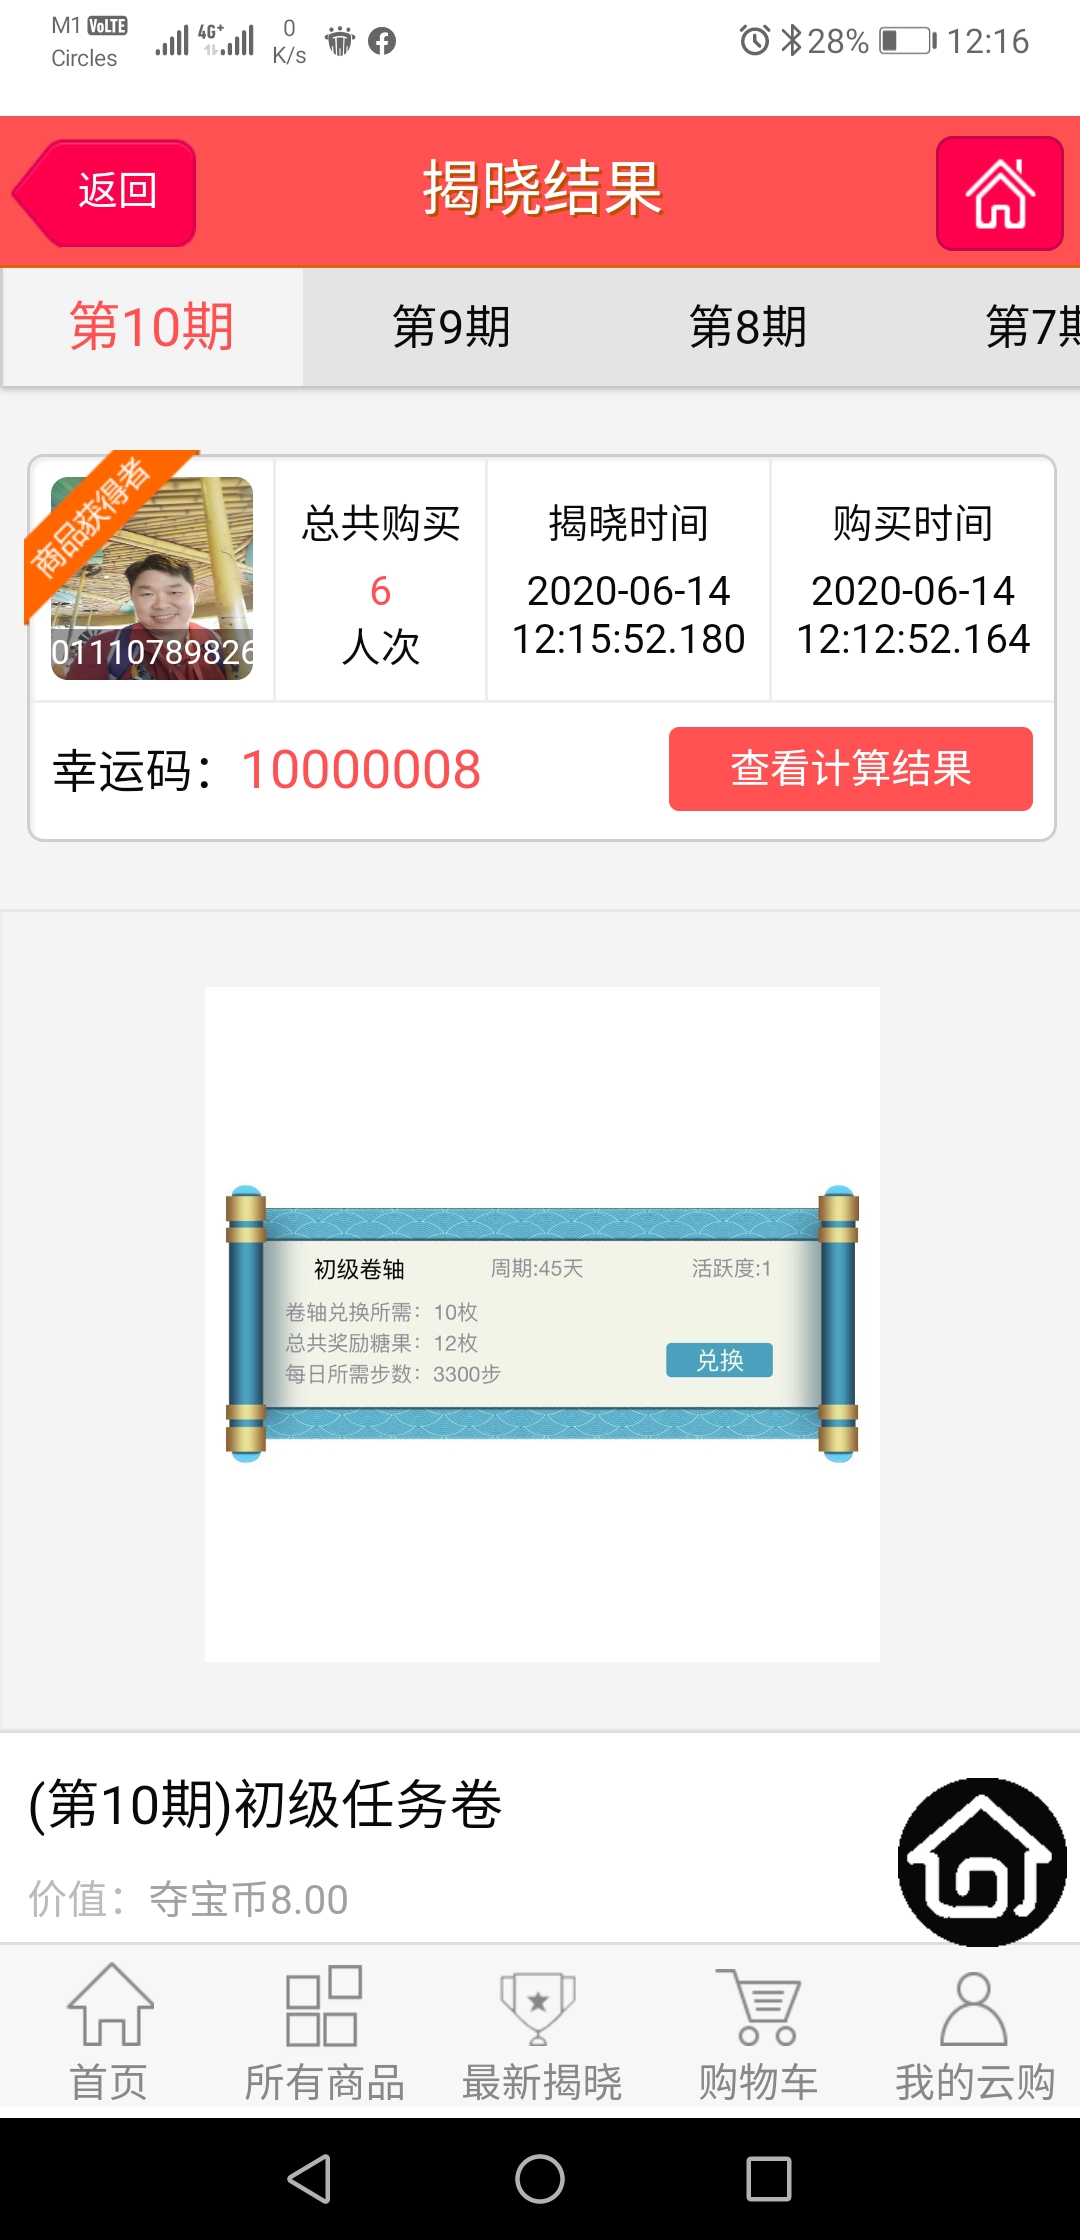 M1 VoLTE
Circles
4G+
0
K/s
28%
12:16
返回
揭晓结果
第10期
第9期
第8期
第7期
商品获得者
01110789826
总共购买
6
人次
揭晓时间
2020-06-14
12:15:52.180
购买时间
2020-06-14
12:12:52.164
幸运码：10000008
查看计算结果
初级卷轴
周期:45天
活跃度:1
卷轴兑换所需：10枚
总共奖励糖果：12枚
每日所需步数：3300步
兑换
(第10期)初级任务卷
价值：夺宝币8.00
首页
所有商品
最新揭晓
购物车
我的云购